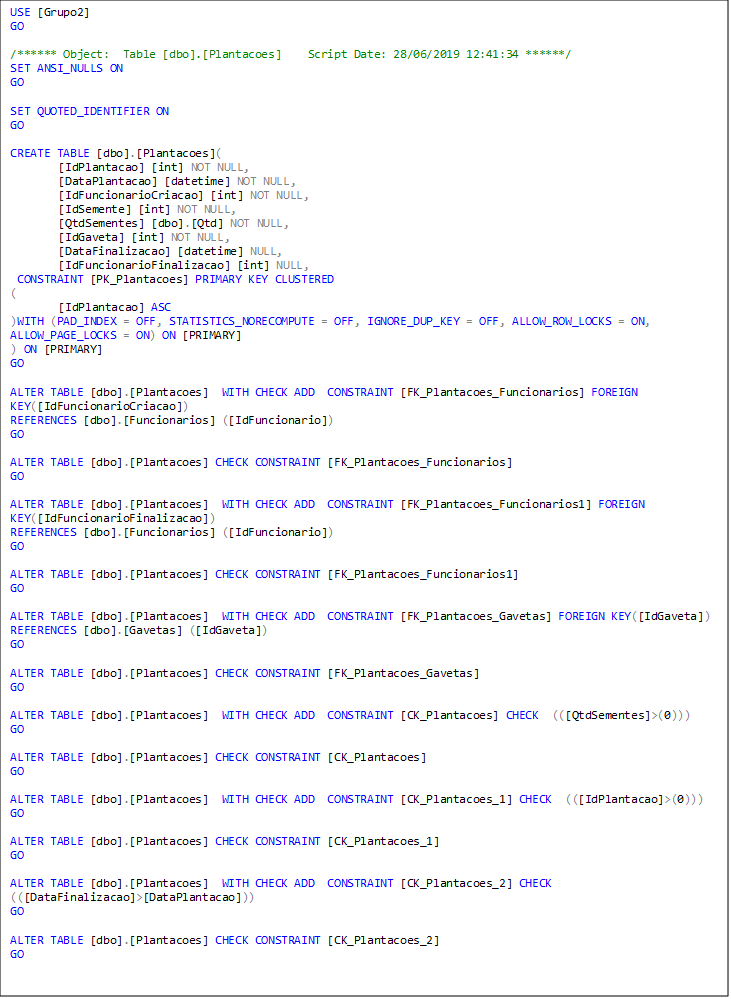 USE [Grupo2]
GO
/****** Object:  Table [dbo].[Plantacoes]    Script Date: 28/06/2019 12:41:34 ******/
SET ANSI_NULLS ON
GO
SET QUOTED_IDENTIFIER ON
GO
CREATE TABLE [dbo].[Plantacoes](
[IdPlantacao] [int] NOT NULL,
[DataPlantacao] [datetime] NOT NULL,
[IdFuncionarioCriacao] [int] NOT NULL,
[IdSemente] [int] NOT NULL,
[QtdSementes] [dbo].[Qtd] NOT NULL,
[IdGaveta] [int] NOT NULL,
[DataFinalizacao] [datetime] NULL,
[IdFuncionarioFinalizacao] [int] NULL,
CONSTRAINT [PK_Plantacoes] PRIMARY KEY CLUSTERED
(
[IdPlantacao] ASC
)WITH (PAD_INDEX = OFF, STATISTICS_NORECOMPUTE = OFF, IGNORE_DUP_KEY = OFF, ALLOW_ROW_LOCKS = ON,
ALLOW_PAGE_LOCKS = ON) ON [PRIMARY]
) ON [PRIMARY]
GO
ALTER TABLE [dbo].[Plantacoes]  WITH CHECK ADD  CONSTRAINT [FK_Plantacoes_Funcionarios] FOREIGN
KEY([IdFuncionarioCriacao])
REFERENCES [dbo].[Funcionarios] ([IdFuncionario])
GO
ALTER TABLE [dbo].[Plantacoes] CHECK CONSTRAINT [FK_Plantacoes_Funcionarios]
GO
ALTER TABLE [dbo].[Plantacoes]  WITH CHECK ADD  CONSTRAINT [FK_Plantacoes_Funcionarios1] FOREIGN
KEY([IdFuncionarioFinalizacao])
REFERENCES [dbo].[Funcionarios] ([IdFuncionario])
GO
ALTER TABLE [dbo].[Plantacoes] CHECK CONSTRAINT [FK_Plantacoes_Funcionarios1]
GO
ALTER TABLE [dbo].[Plantacoes]  WITH CHECK ADD  CONSTRAINT [FK_Plantacoes_Gavetas] FOREIGN KEY([IdGaveta])
REFERENCES [dbo].[Gavetas] ([IdGaveta])
GO
ALTER TABLE [dbo].[Plantacoes] CHECK CONSTRAINT [FK_Plantacoes_Gavetas]
GO
ALTER TABLE [dbo].[Plantacoes]  WITH CHECK ADD  CONSTRAINT [CK_Plantacoes] CHECK  (([QtdSementes]>(0)))
GO
ALTER TABLE [dbo].[Plantacoes] CHECK CONSTRAINT [CK_Plantacoes]
GO
ALTER TABLE [dbo].[Plantacoes]  WITH CHECK ADD  CONSTRAINT [CK_Plantacoes_1] CHECK  (([IdPlantacao]>(0)))
GO
ALTER TABLE [dbo].[Plantacoes] CHECK CONSTRAINT [CK_Plantacoes_1]
GO
ALTER TABLE [dbo].[Plantacoes]  WITH CHECK ADD  CONSTRAINT [CK_Plantacoes_2] CHECK
(([DataFinalizacao]>[DataPlantacao]))
GO
ALTER TABLE [dbo].[Plantacoes] CHECK CONSTRAINT [CK_Plantacoes_2]
GO